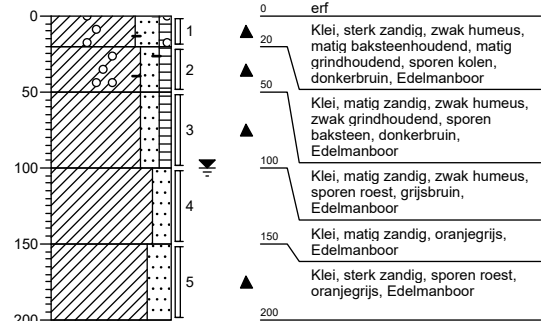 0
1
2
50
3
100
4
150
5
200
0
erf
Klei, sterk zandig, zwak humeus,
matig baksteenhoudend, matig
grindhoudend, sporen kolen,
donkerbruin, Edelmanboor
20
Klei, matig zandig, zwak humeus,
zwak grindhoudend, sporen
baksteen, donkerbruin,
Edelmanboor
50
Klei, matig zandig, zwak humeus,
sporen roest, grijsbruin,
Edelmanboor
100
Klei, matig zandig, oranjegrijs,
Edelmanboor
150
Klei, sterk zandig, sporen roest,
oranjegrijs, Edelmanboor
200